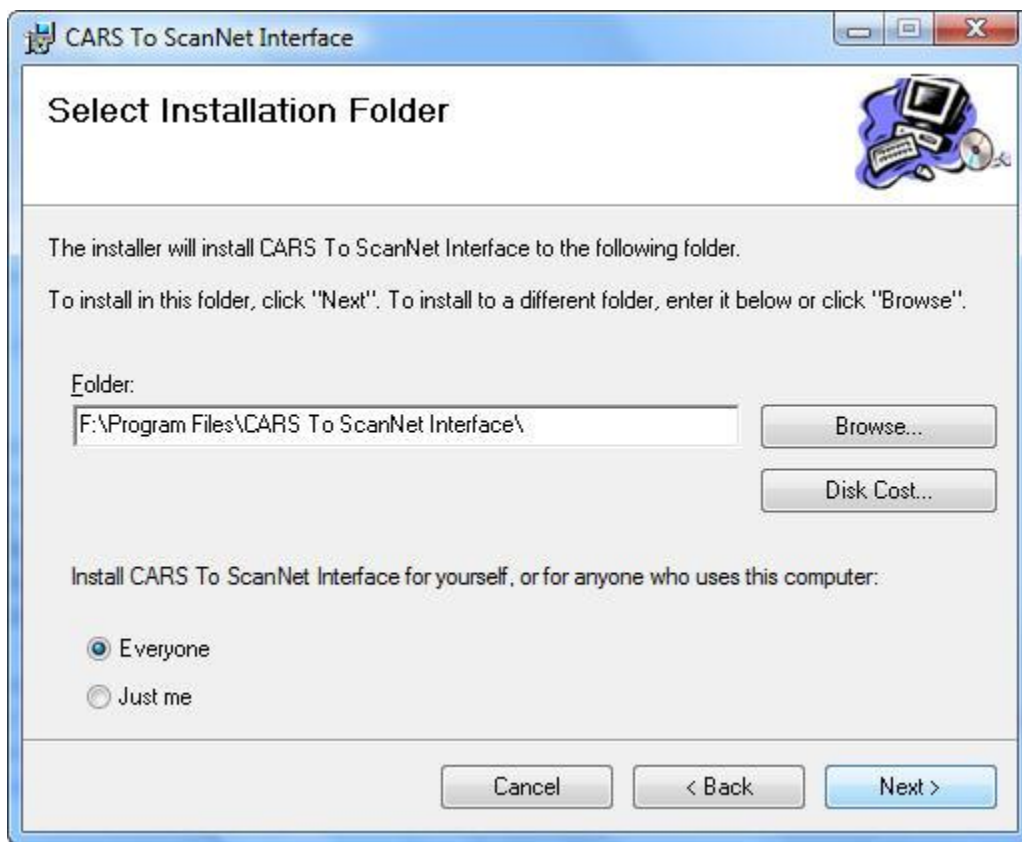 CARS To ScanNet Interface
Select Installation Folder
The installer will install CARS To ScanNet Interface to the following folder.
To install in this folder, click "Next". To install to a different folder, enter it below or click "Browse".
Folder:
F:\Program Files\CARS To ScanNet Interface\
Browse...
Disk Cost...
Install CARS To ScanNet Interface for yourself, or for anyone who uses this computer:
Everyone
Just me
Cancel
< Back
Next >